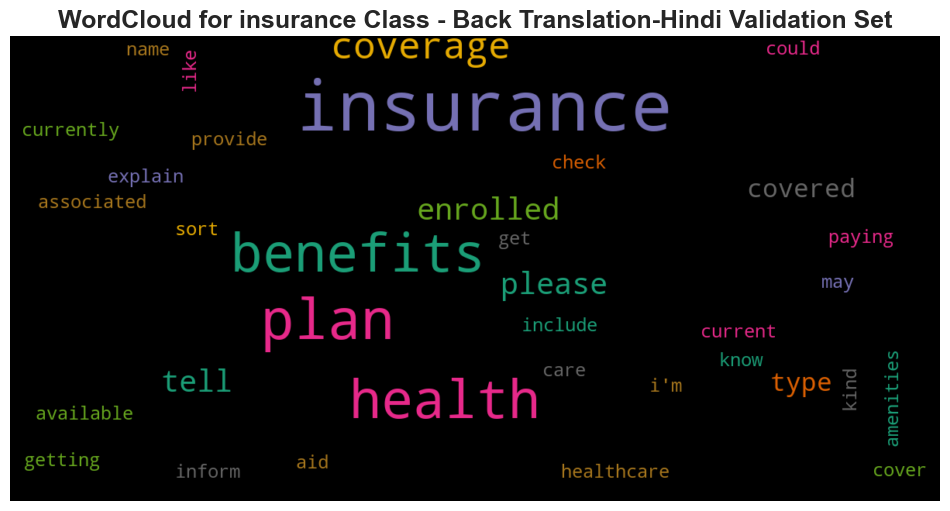 WordCloud for insurance Class - Back Translation-Hindi Validation Set
name
like
coverage
could
insurance
currently
provide
check
explain
covered
associated
enrolled
sort
get
paying
benefits
please
may
plan
include
current
know
care
tell
health
i'm
type
kind
amenities
available
getting
inform
aid
healthcare
cover